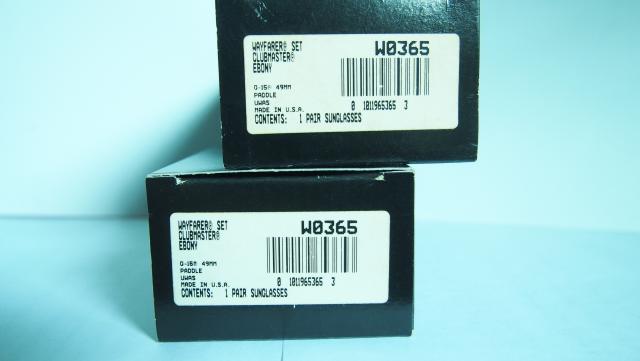 WAYFARER® SET
CLUBMASTER®
EBONY
W0365
G-15® 49MM
PADDLE
UWAS
MADE IN U.S.A.
0 1011965365 3
CONTENTS: 1 PAIR SUNGLASSES
WAYFARER® SET
CLUBMASTER®
EBONY
W0365
G-15® 49MM
PADDLE
UWAS
MADE IN U.S.A.
0 1011965365 3
CONTENTS: 1 PAIR SUNGLASSES